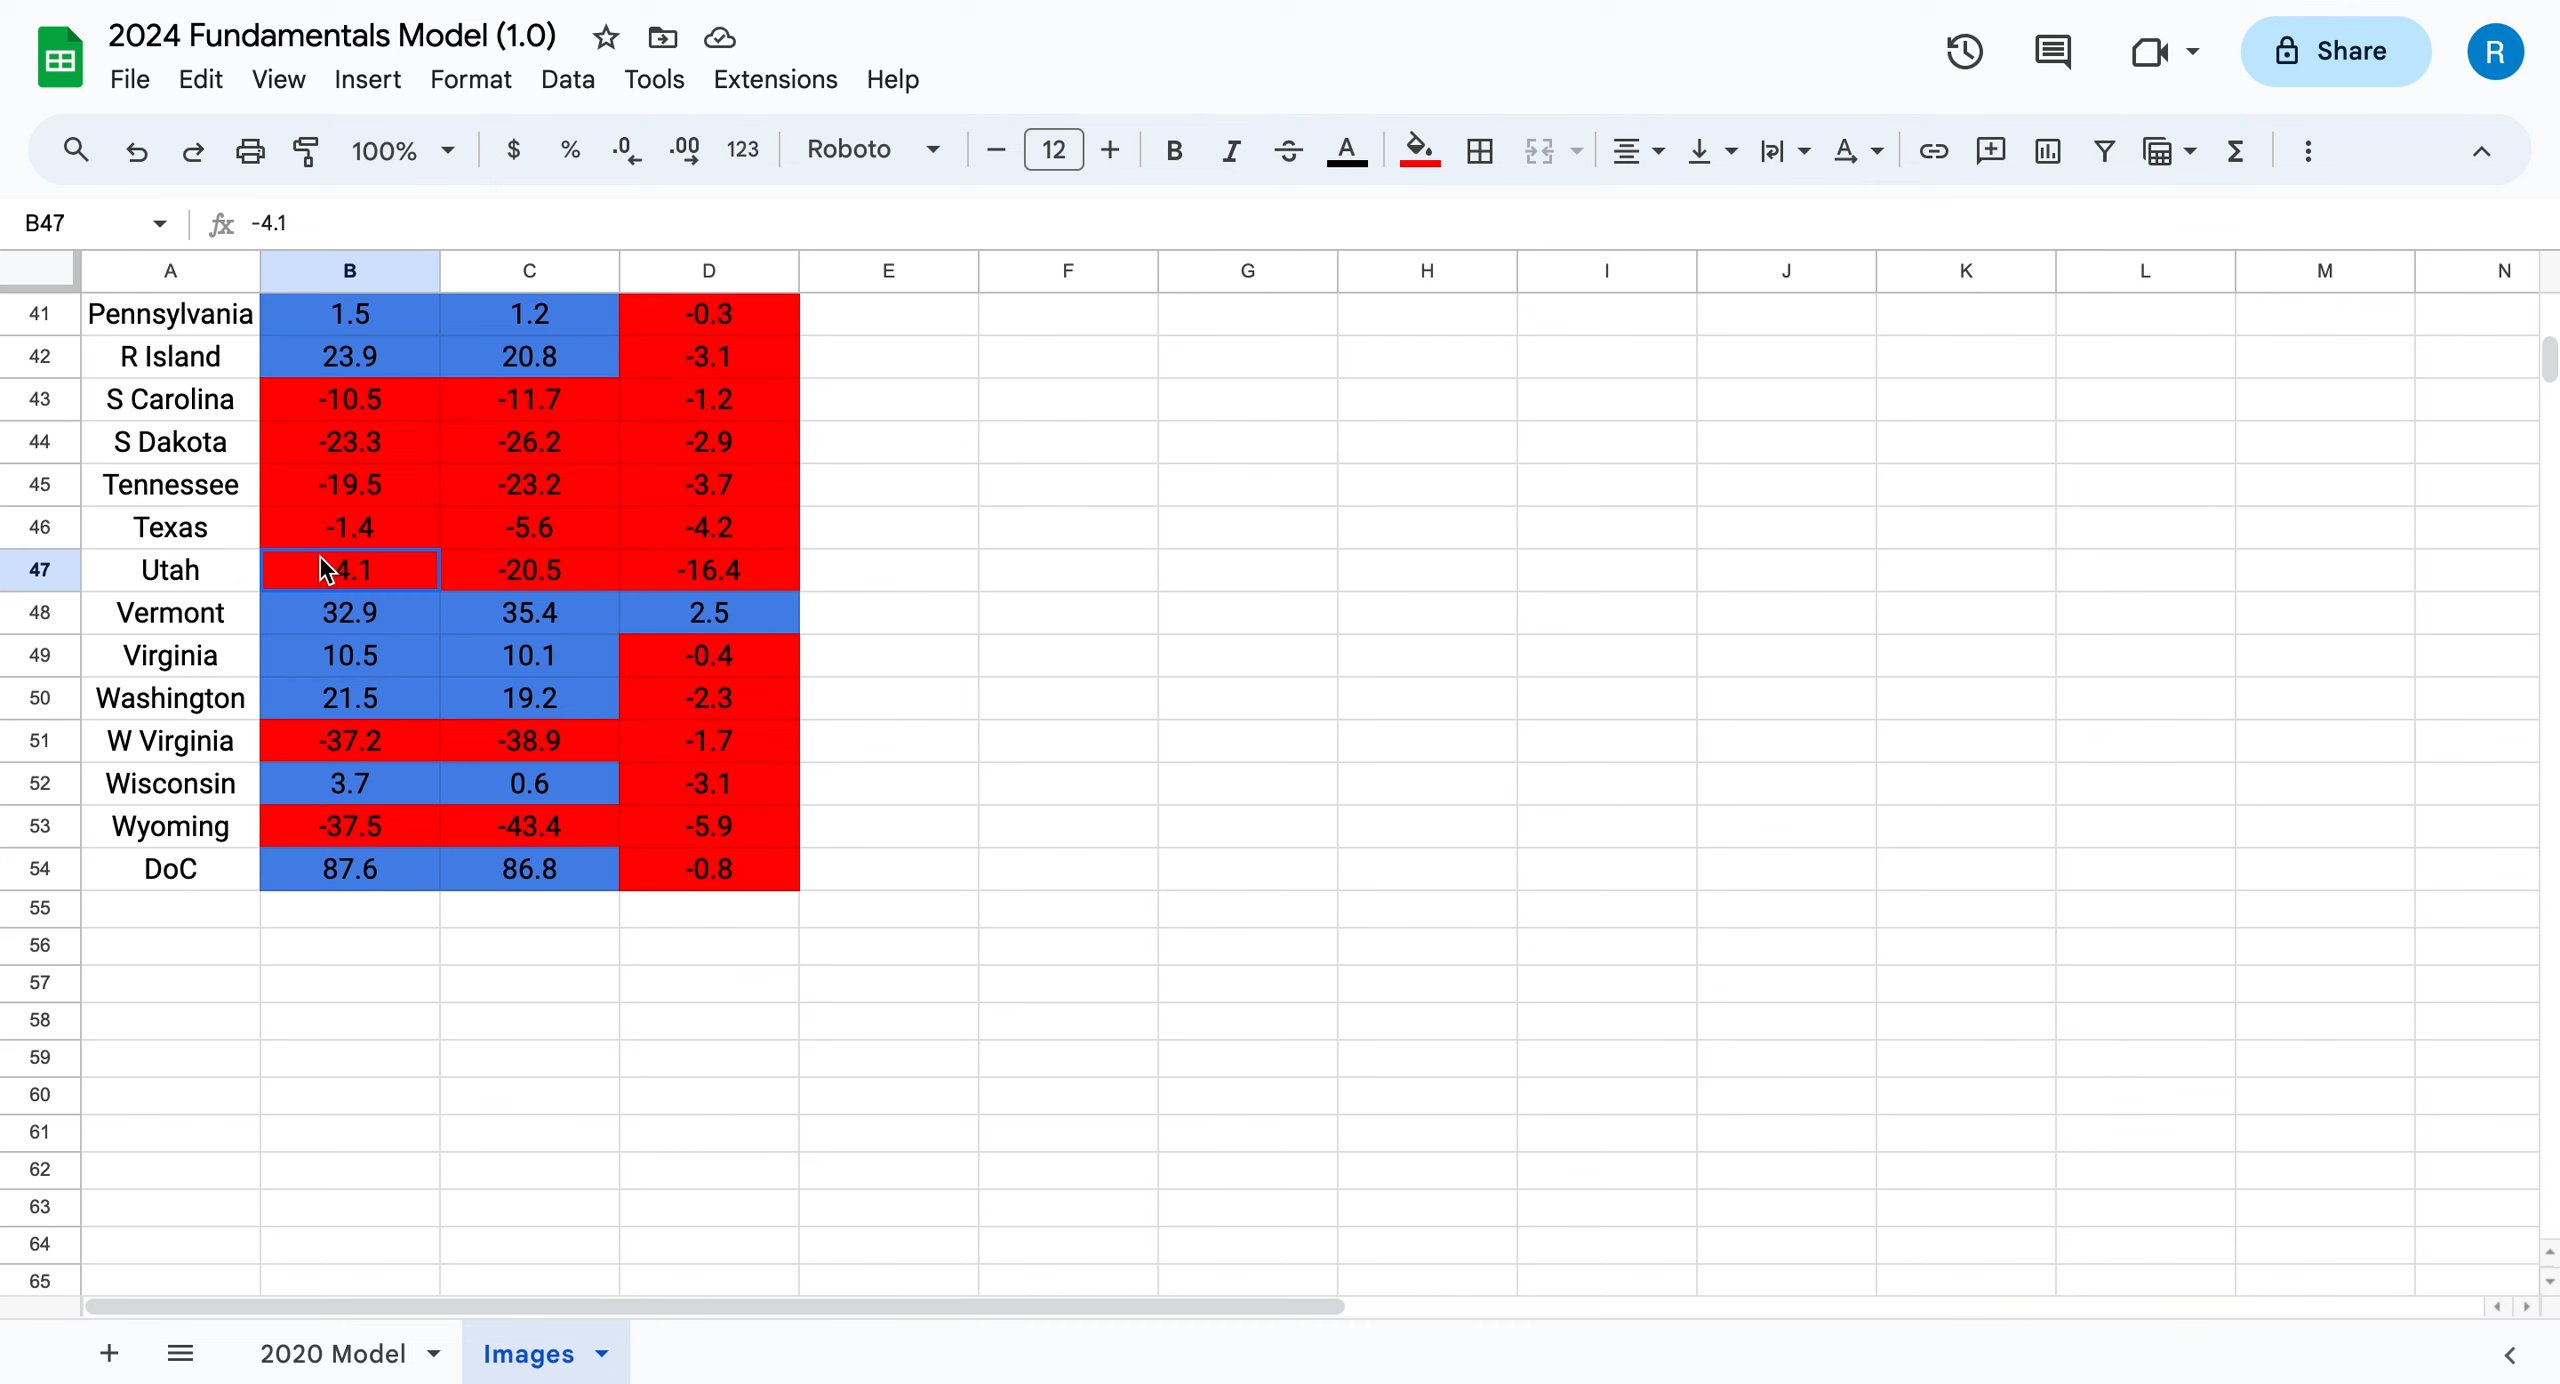 2024 Fundamentals Model (1.0)
File Edit View Insert Format Data Tools Extensions Help
Share
R
100% $ % .0 .00 123 Roboto 12 B I A A Σ
B47 fx -4.1
A B C D E F G H I J K L M N
41 Pennsylvania 1.5 1.2 -0.3
42 R Island 23.9 20.8 -3.1
43 S Carolina -10.5 -11.7 -1.2
44 S Dakota -23.3 -26.2 -2.9
45 Tennessee -19.5 -23.2 -3.7
46 Texas -1.4 -5.6 -4.2
47 Utah 4.1 -20.5 -16.4
48 Vermont 32.9 35.4 2.5
49 Virginia 10.5 10.1 -0.4
50 Washington 21.5 19.2 -2.3
51 W Virginia -37.2 -38.9 -1.7
52 Wisconsin 3.7 0.6 -3.1
53 Wyoming -37.5 -43.4 -5.9
54 DoC 87.6 86.8 -0.8
55
56
57
58
59
60
61
62
63
64
65
2020 Model Images